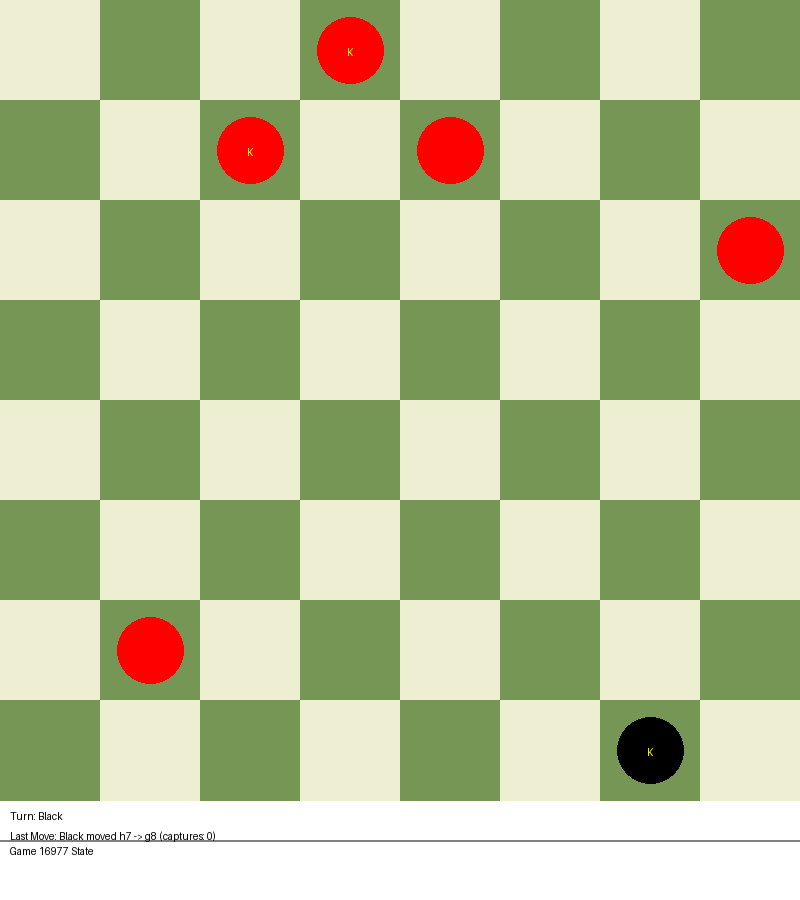 K
K
K
Turn: Black
Last Move: Black moved h7 -> g8 (captures: 0)
Game 16977 State